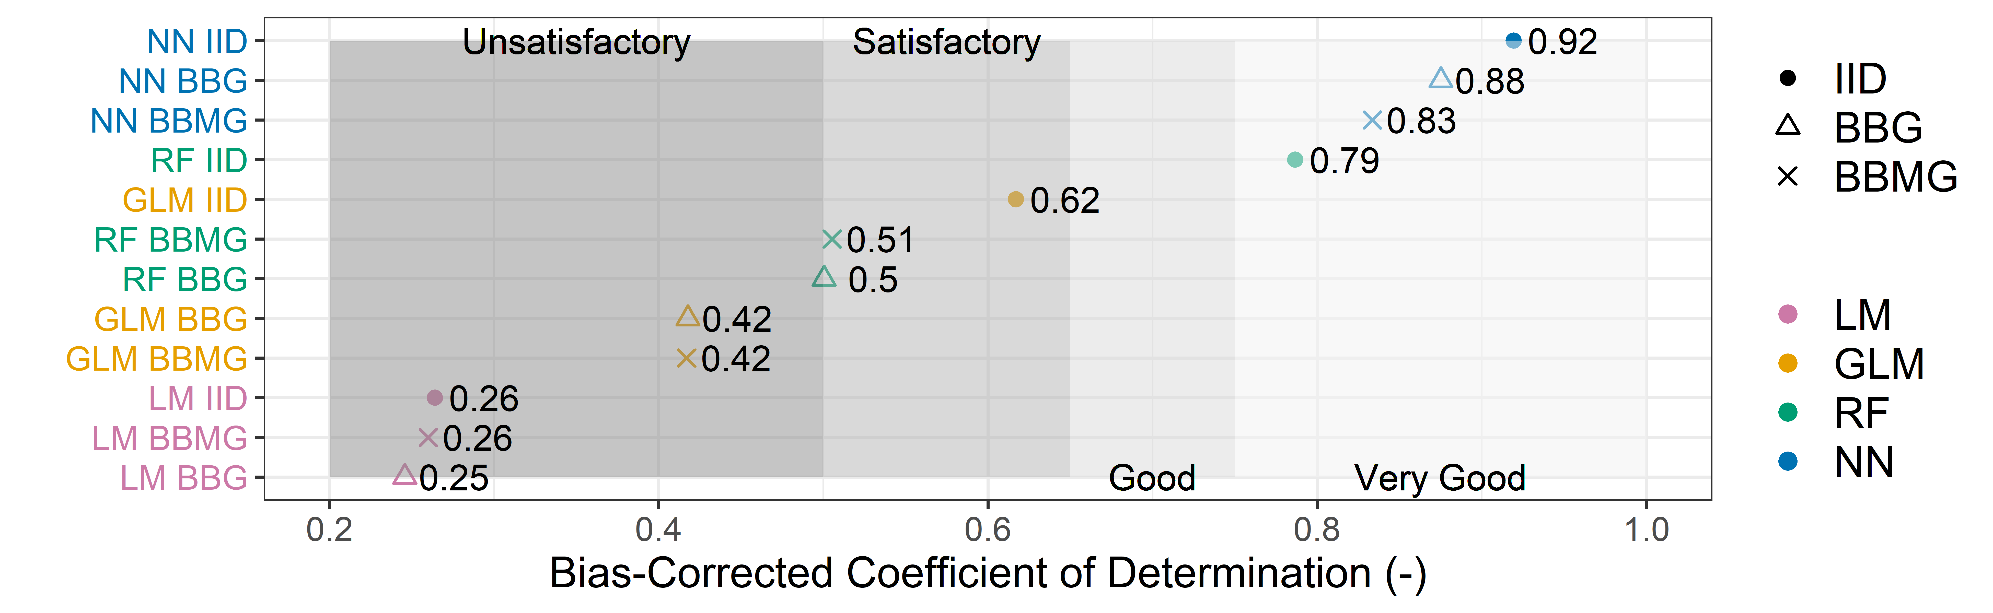 NN IID
Unsatisfactory
Satisfactory
0.92
NN BBG
0.88
NN BBMG
0.83
RF IID
0.79
GLM IID
0.62
RF BBMG
0.51
RF BBG
0.5
GLM BBG
0.42
GLM BBMG
0.42
LM IID
0.26
LM BBMG
0.26
LM BBG
0.25
Good
Very Good
0.2
0.4
0.6
0.8
1.0
Bias-Corrected Coefficient of Determination (-)
IID
BBG
BBMG
LM
GLM
RF
NN